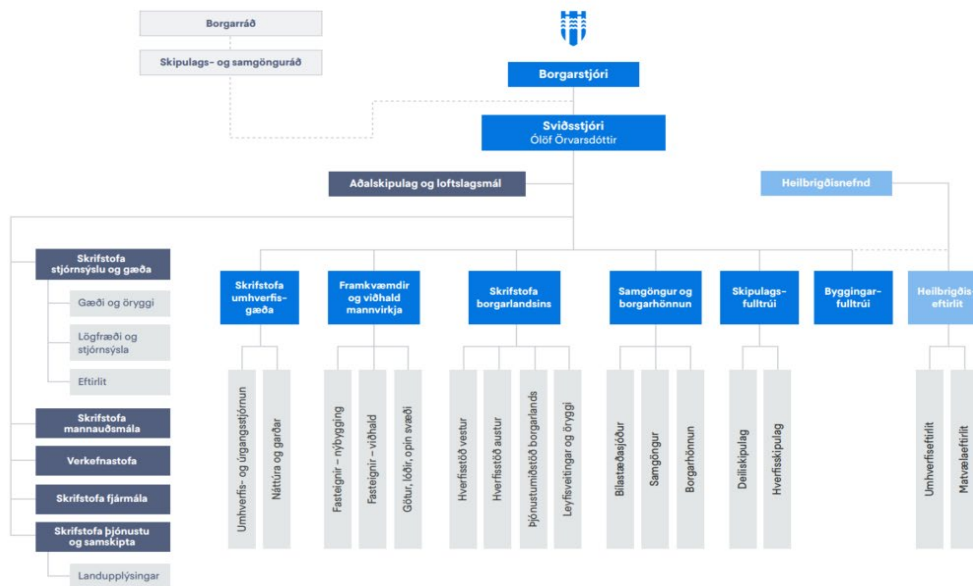 Borgarráð
Skipulags- og samgönguráð
Borgarstjóri
Sviðsstjóri
Ólöf Örvarsdóttir
Aðalskipulag og loftslagsmál
Heilbrigðisnefnd
Skrifstofa
stjórnsýslu og gæða
Gæði og öryggi
Lögfræði og
stjórnsýsla
Eftirlit
Skrifstofa
mannauðsmála
Verkefnastofa
Skrifstofa fjármála
Skrifstofa þjónustu
og samskipta
Landupplýsingar
Skrifstofa
umhverfis-
gæða
Umhverfis- og úrgangsstjórnun
Náttúra og garðar
Framkvæmdir
og viðhald
mannvirkja
Fasteignir – nýbygging
Fasteignir – viðhald
Götur, lóðir, opin svæði
Skrifstofa
borgarlandsins
Hverfisstöð vestur
Hverfisstöð austur
Þjónustumiðstöð borgarlands
Leyfisveitingar og öryggi
Samgöngur og
borgarhönnun
Bílastæðasjóður
Samgöngur
Borgarhönnun
Skipulags-
fulltrúi
Deiliskipulag
Hverfisskipulag
Byggingar-
fulltrúi
Heilbrigðis
eftirlit
Umhverfiseftirlit
Matvælaeftirlit